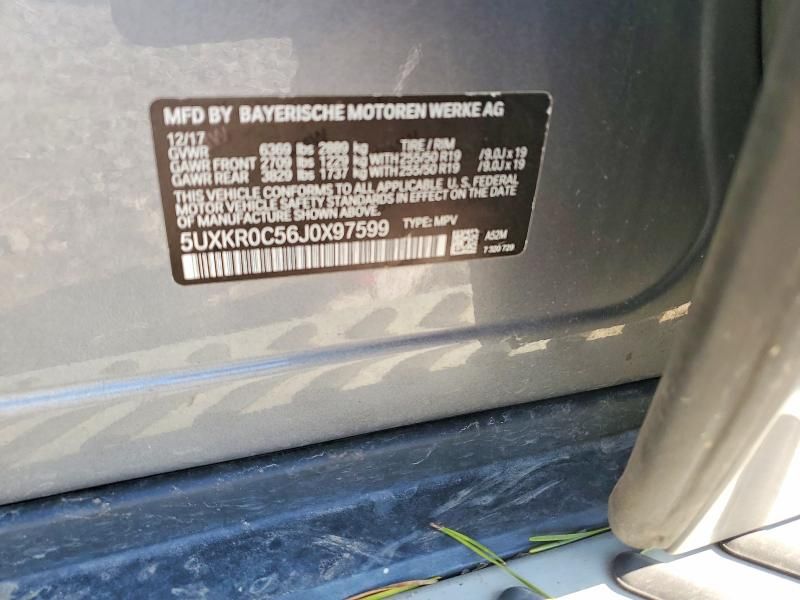 MFD BY BAYERISCHE MOTOREN WERKE AG
12/17 TIRE / RIM
GVWR 6369 lbs 2889 kg
GAWR FRONT 2709 lbs 1229 kg WITH 255/50 R19 /9.0J x 19
GAWR REAR 3829 lbs 1737 kg WITH 255/50 R19 /9.0J x 19
THIS VEHICLE CONFORMS TO ALL APPLICABLE U.S. FEDERAL
MOTOR VEHICLE SAFETY STANDARDS IN EFFECT ON THE DATE
OF MANUFACTURE SHOWN ABOVE.
5UXKR0C56J0X97599 TYPE: MPV
A52M
7 320 729